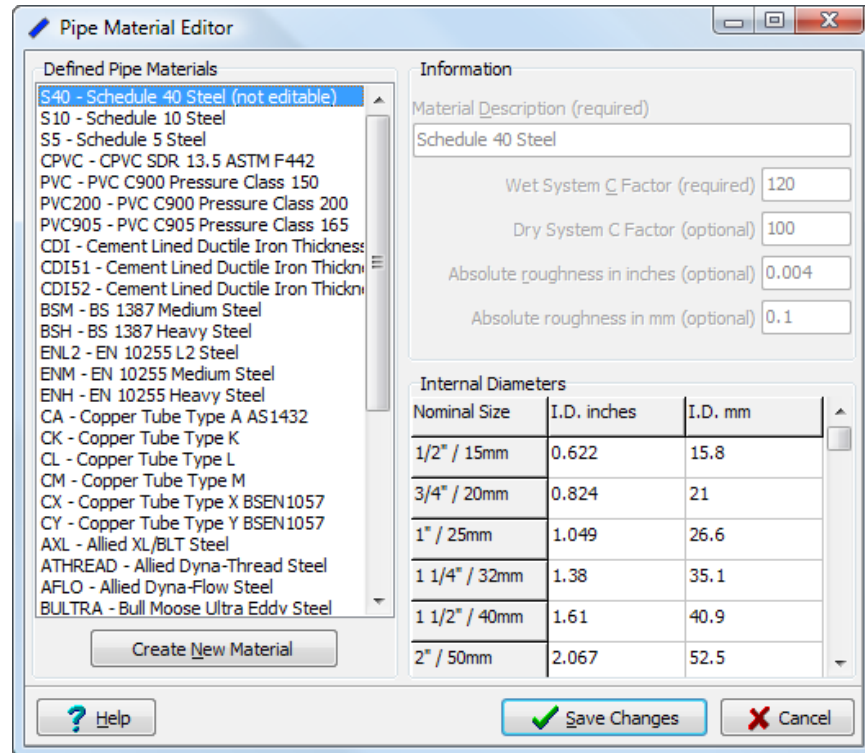 Pipe Material Editor
Defined Pipe Materials
S40 - Schedule 40 Steel (not editable)
S10 - Schedule 10 Steel
S5 - Schedule 5 Steel
CPVC - CPVC SDR 13.5 ASTM F442
PVC - PVC C900 Pressure Class 150
PVC200 - PVC C900 Pressure Class 200
PVC905 - PVC C905 Pressure Class 165
CDI - Cement Lined Ductile Iron Thickness
CDI51 - Cement Lined Ductile Iron Thickn
CDI52 - Cement Lined Ductile Iron Thickn
BSM - BS 1387 Medium Steel
BSH - BS 1387 Heavy Steel
ENL2 - EN 10255 L2 Steel
ENM - EN 10255 Medium Steel
ENH - EN 10255 Heavy Steel
CA - Copper Tube Type A AS1432
CK - Copper Tube Type K
CL - Copper Tube Type L
CM - Copper Tube Type M
CX - Copper Tube Type X BSEN1057
CY - Copper Tube Type Y BSEN1057
AXL - Allied XL/BLT Steel
ATHREAD - Allied Dyna-Thread Steel
AFLO - Allied Dyna-Flow Steel
BULTRA - Bull Moose Ultra Eddy Steel
Create New Material
Information
Material Description (required)
Schedule 40 Steel
Wet System C Factor (required) 120
Dry System C Factor (optional) 100
Absolute roughness in inches (optional) 0.004
Absolute roughness in mm (optional) 0.1
Internal Diameters
Nominal Size I.D. inches I.D. mm
1/2" / 15mm 0.622 15.8
3/4" / 20mm 0.824 21
1" / 25mm 1.049 26.6
1 1/4" / 32mm 1.38 35.1
1 1/2" / 40mm 1.61 40.9
2" / 50mm 2.067 52.5
Help
Save Changes
Cancel